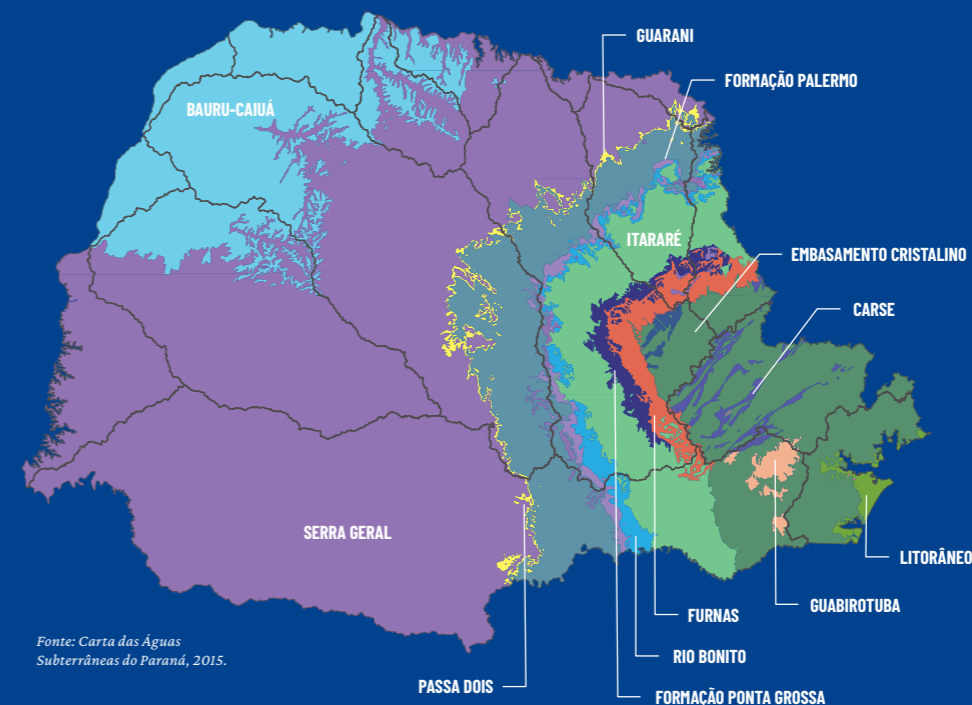 GUARANI
FORMAÇÃO PALERMO
BAURU-CAIUÁ
ITARARÉ
EMBASAMENTO CRISTALINO
CARSE
SERRA GERAL
LITORÂNEO
GUABIROTUBA
FURNAS
Fonte: Carta das Águas
Subterrâneas do Paraná, 2015.
RIO BONITO
PASSA DOIS
FORMAÇÃO PONTA GROSSA